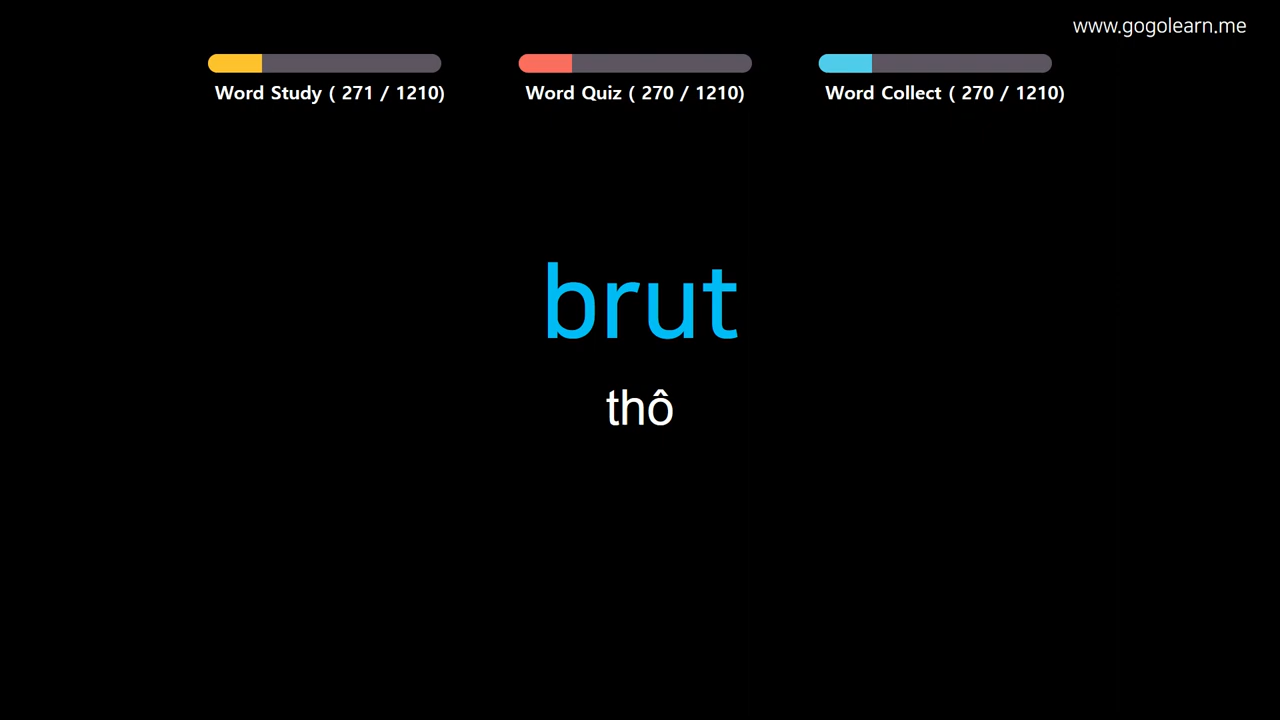 www.gogolearn.me
Word Study ( 271 / 1210)
Word Quiz ( 270 / 1210)
Word Collect ( 270 / 1210)
brut
thô